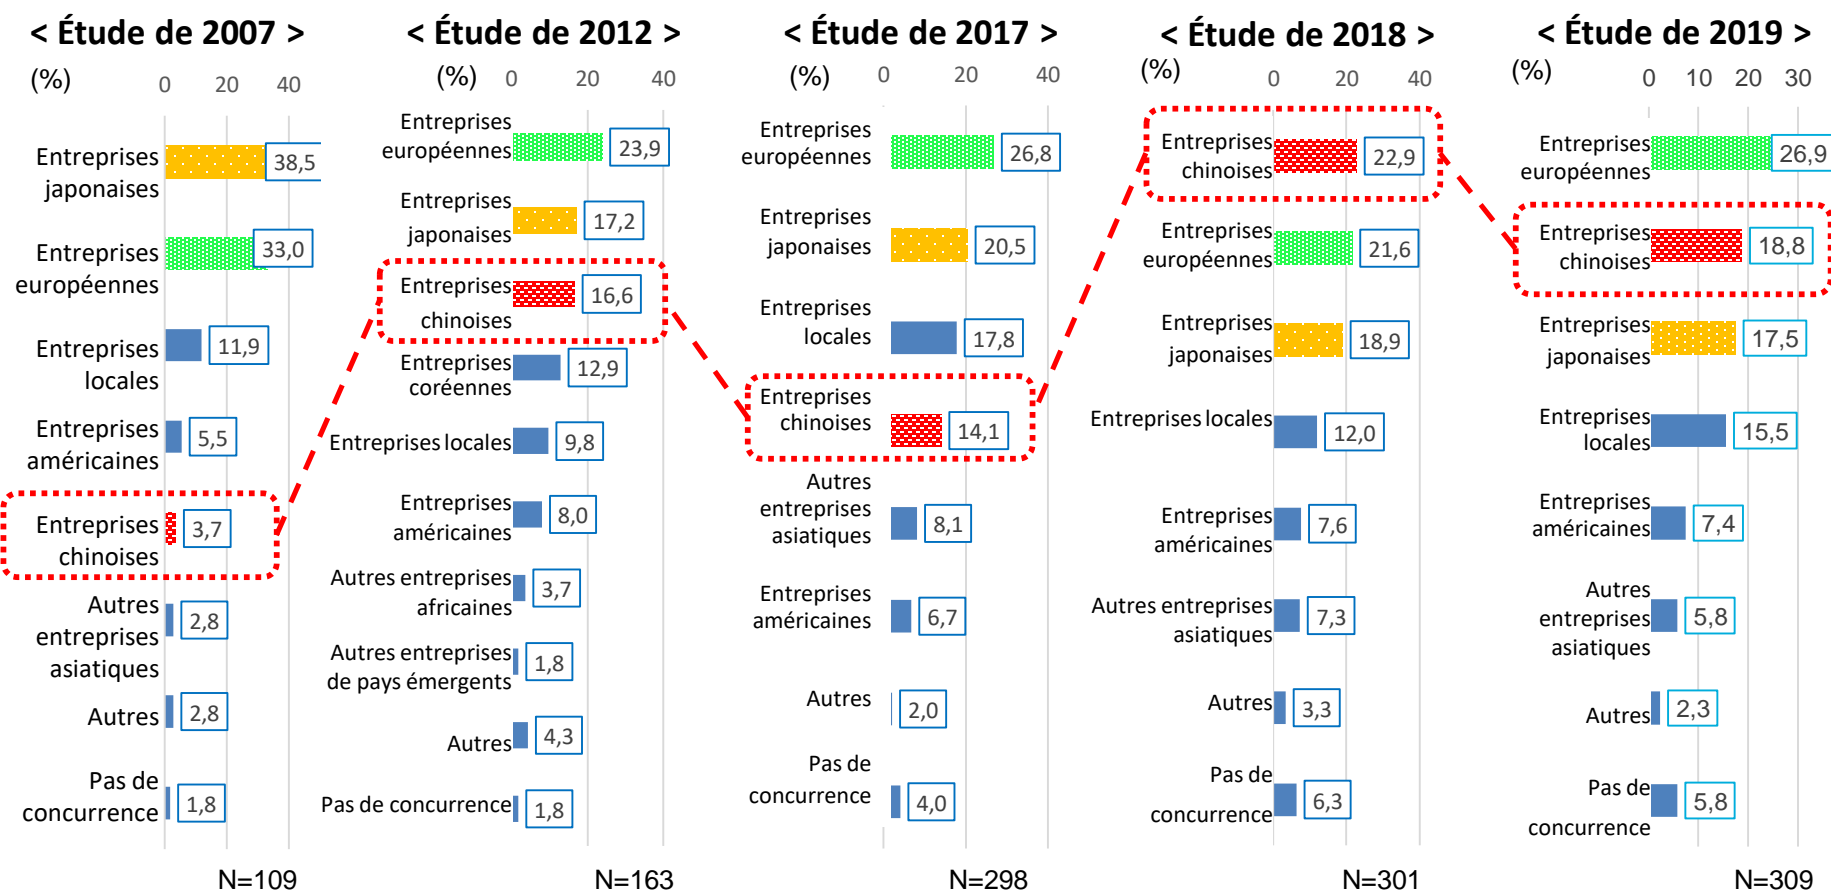 < Étude de 2007 >
(%)
0 20 40
Entreprises
japonaises
38,5
Entreprises
européennes
33,0
Entreprises
locales
11,9
Entreprises
américaines
5,5
Entreprises
chinoises
3,7
Autres
entreprises
asiatiques
2,8
Autres
2,8
Pas de
concurrence
1,8
N=109
< Étude de 2012 >
(%)
0 20 40
Entreprises
européennes
23,9
Entreprises
japonaises
17,2
Entreprises
chinoises
16,6
Entreprises
coréennes
12,9
Entreprises locales
9,8
Entreprises
américaines
8,0
Autres entreprises
africaines
3,7
Autres entreprises
de pays émergents
1,8
Autres
4,3
Pas de concurrence
1,8
N=163
< Étude de 2017 >
(%)
0 20 40
Entreprises
européennes
26,8
Entreprises
japonaises
20,5
Entreprises
locales
17,8
Entreprises
chinoises
14,1
Autres
entreprises
asiatiques
8,1
Entreprises
américaines
6,7
Autres
2,0
Pas de
concurrence
4,0
N=298
< Étude de 2018 >
(%)
0 20 40
Entreprises
chinoises
22,9
Entreprises
européennes
21,6
Entreprises
japonaises
18,9
Entreprises locales
12,0
Entreprises
américaines
7,6
Autres entreprises
asiatiques
7,3
Autres
3,3
Pas de
concurrence
6,3
N=301
< Étude de 2019 >
(%)
0 10 20 30
Entreprises
européennes
26,9
Entreprises
chinoises
18,8
Entreprises
japonaises
17,5
Entreprises
locales
15,5
Entreprises
américaines
7,4
Autres
entreprises
asiatiques
5,8
Autres
2,3
Pas de
concurrence
5,8
N=309